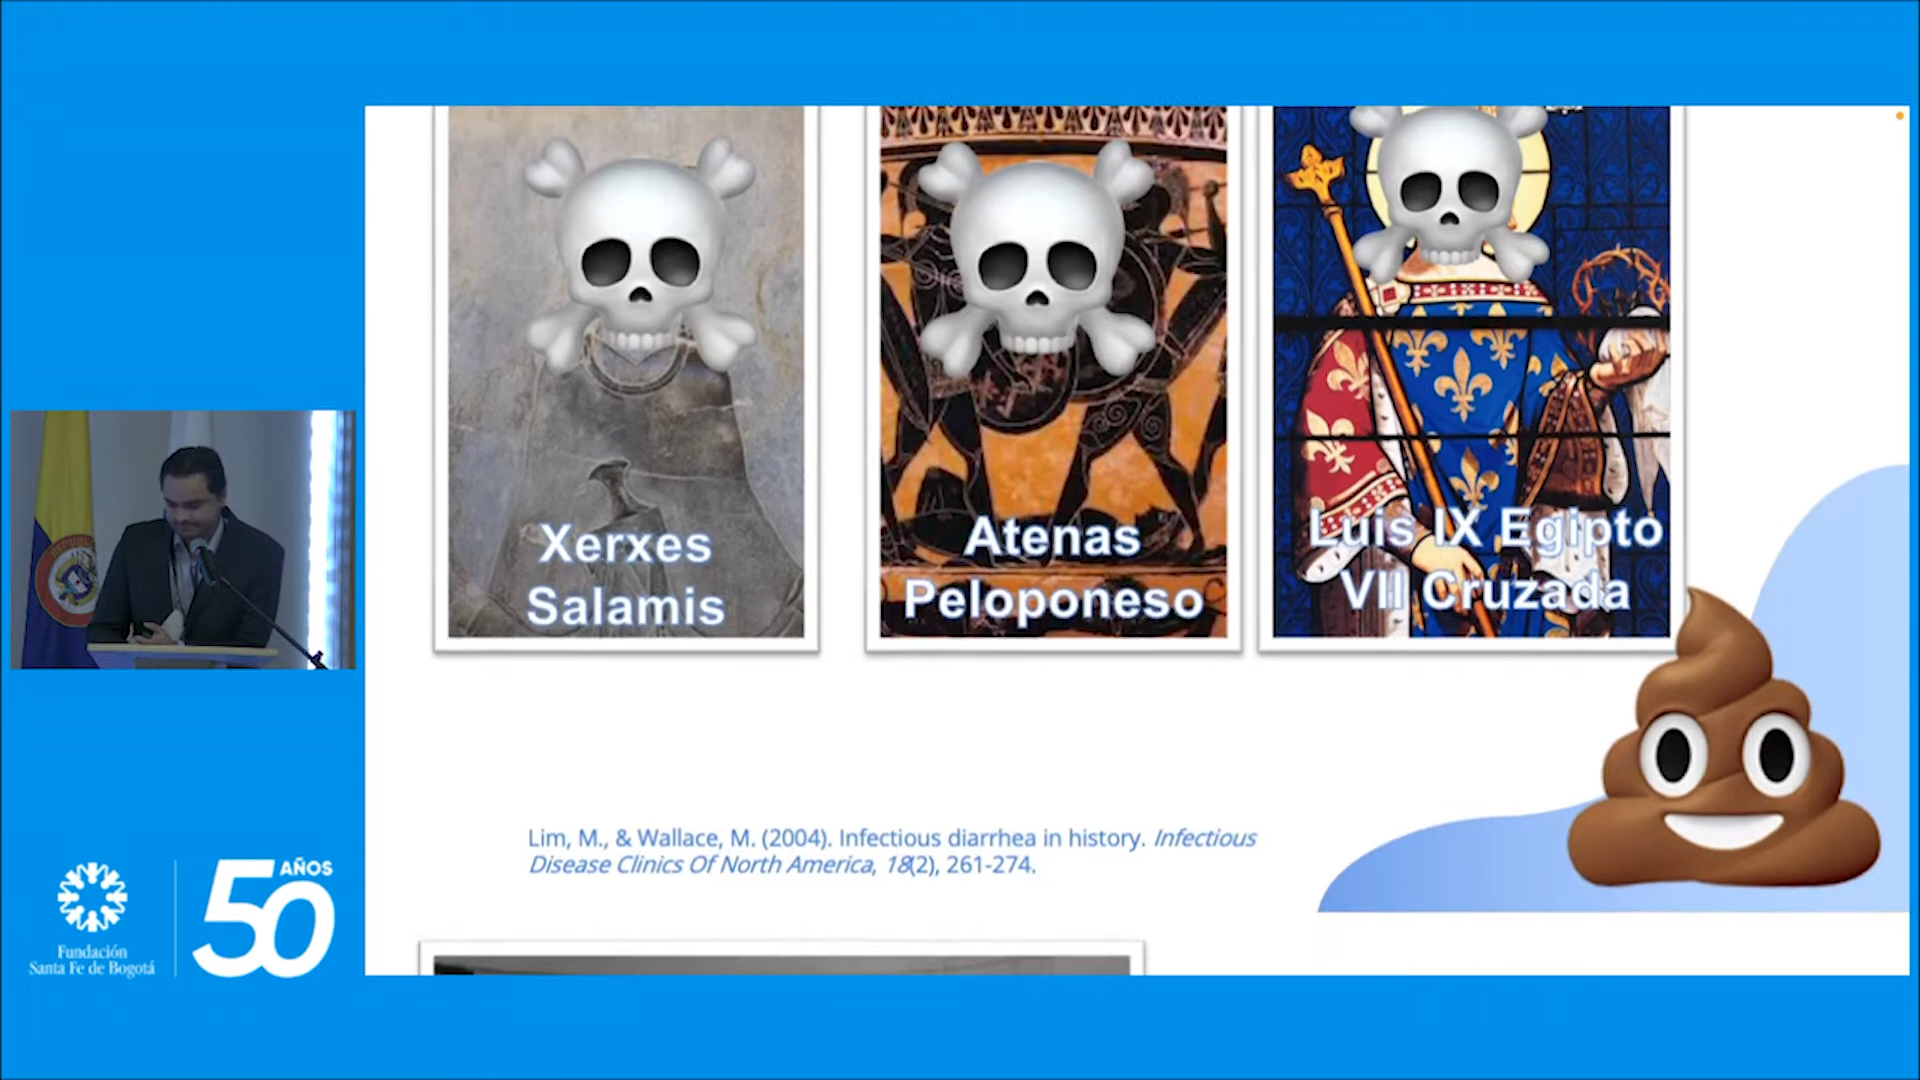 Xerxes
Salamis
Atenas
Peloponeso
Luis IX Egipto
VII Cruzada
Lim, M., & Wallace, M. (2004). Infectious diarrhea in history. Infectious
Disease Clinics Of North America, 18(2), 261-274.
Fundación
Santa Fe de Bogotá
50 AÑOS